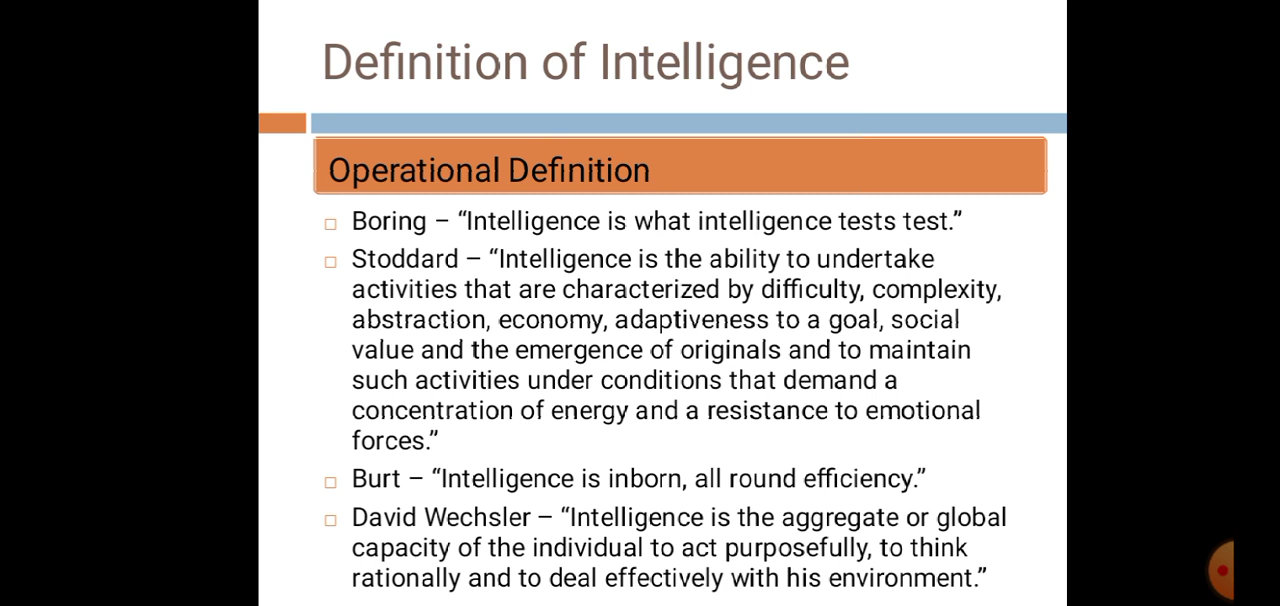 Definition of Intelligence
Operational Definition
Boring – “Intelligence is what intelligence tests test.”
Stoddard – “Intelligence is the ability to undertake
activities that are characterized by difficulty, complexity,
abstraction, economy, adaptiveness to a goal, social
value and the emergence of originals and to maintain
such activities under conditions that demand a
concentration of energy and a resistance to emotional
forces.”
Burt – “Intelligence is inborn, all round efficiency.”
David Wechsler – “Intelligence is the aggregate or global
capacity of the individual to act purposefully, to think
rationally and to deal effectively with his environment.”